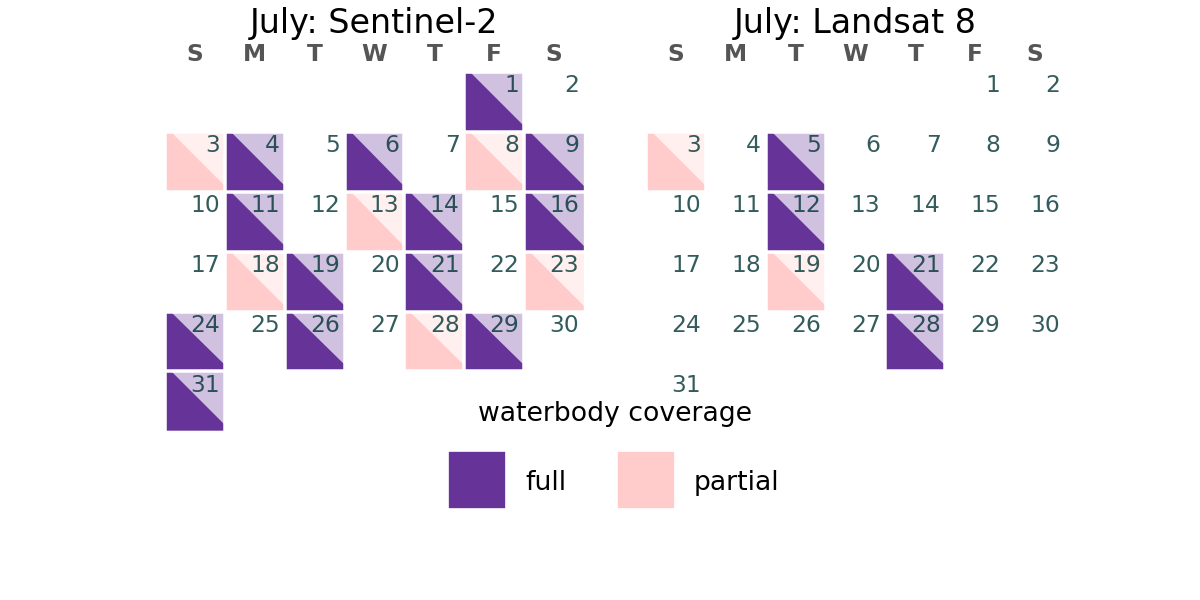 July: Sentinel-2
S M T W T F S
1 2
3 4 5 6 7 8 9
10 11 12 13 14 15 16
17 18 19 20 21 22 23
24 25 26 27 28 29 30
31
July: Landsat 8
S M T W T F S
1 2
3 4 5 6 7 8 9
10 11 12 13 14 15 16
17 18 19 20 21 22 23
24 25 26 27 28 29 30
31
waterbody coverage
full
partial